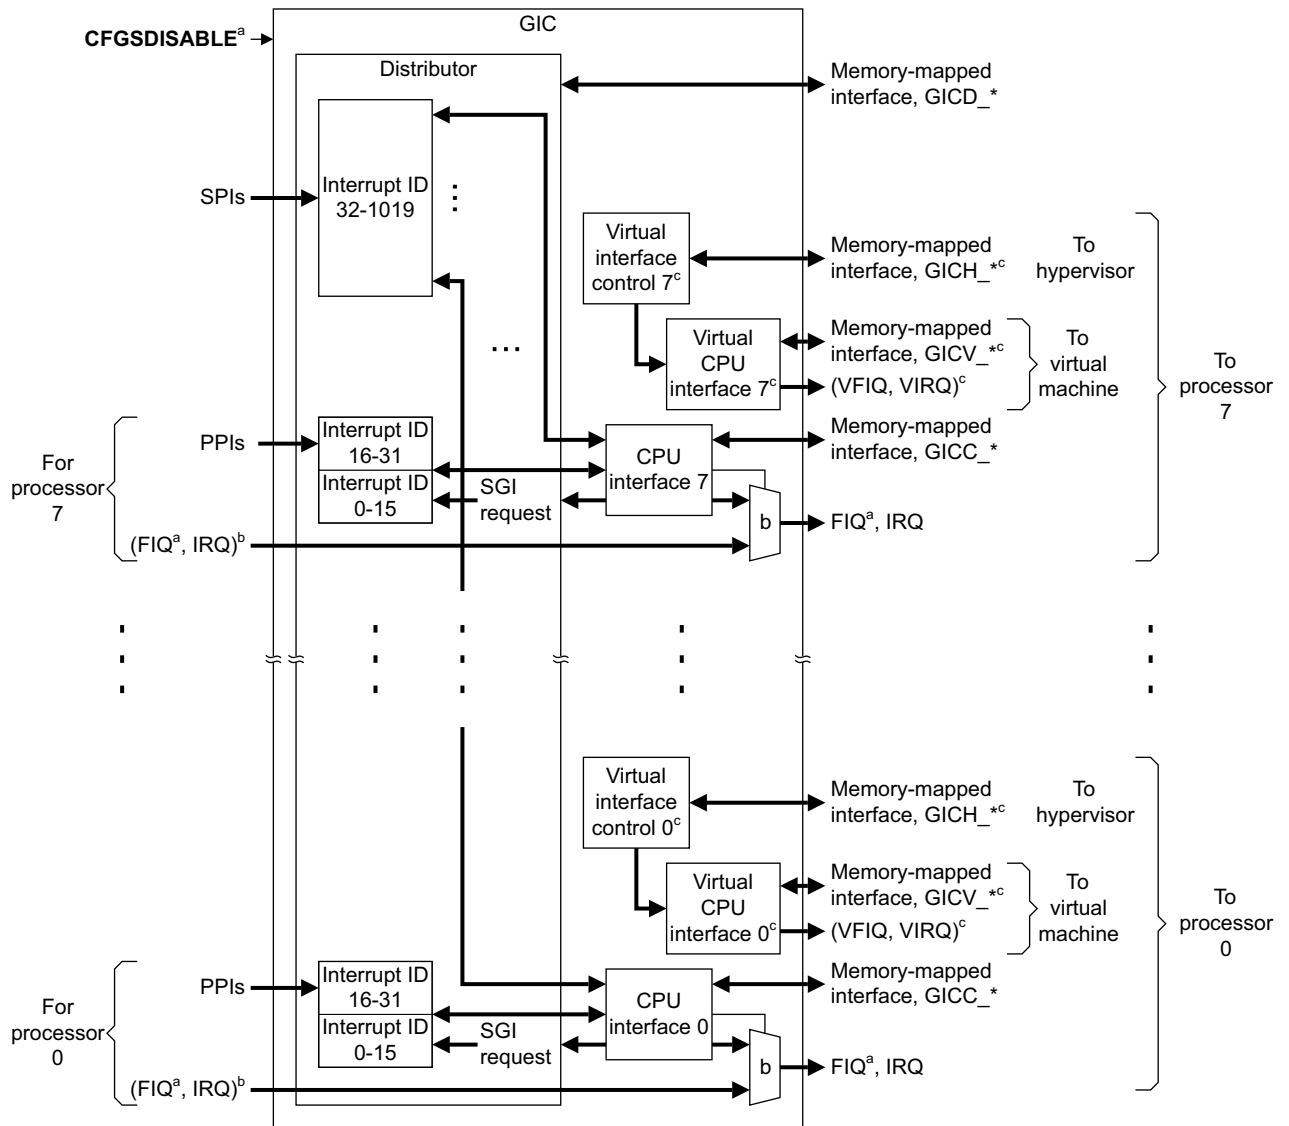 GIC
CFGSDISABLEᵃ
Distributor
Memory-mapped
interface, GICD_*
SPIs
Interrupt ID
32-1019
Virtual
interface
control 7ᶜ
Memory-mapped
interface, GICH_*ᶜ
To
hypervisor
Virtual
CPU
interface 7ᶜ
Memory-mapped
interface, GICV_*ᶜ
(VFIQ, VIRQ)ᶜ
To
virtual
machine
To
processor
7
For
processor
7
PPIs
Interrupt ID
16-31
Interrupt ID
0-15
SGI
request
CPU
interface 7
Memory-mapped
interface, GICC_*
b
FIQᵃ, IRQ
(FIQᵃ, IRQ)ᵇ
Virtual
interface
control 0ᶜ
Memory-mapped
interface, GICH_*ᶜ
To
hypervisor
Virtual
CPU
interface 0ᶜ
Memory-mapped
interface, GICV_*ᶜ
(VFIQ, VIRQ)ᶜ
To
virtual
machine
To
processor
0
For
processor
0
PPIs
Interrupt ID
16-31
Interrupt ID
0-15
SGI
request
CPU
interface 0
Memory-mapped
interface, GICC_*
b
FIQᵃ, IRQ
(FIQᵃ, IRQ)ᵇ